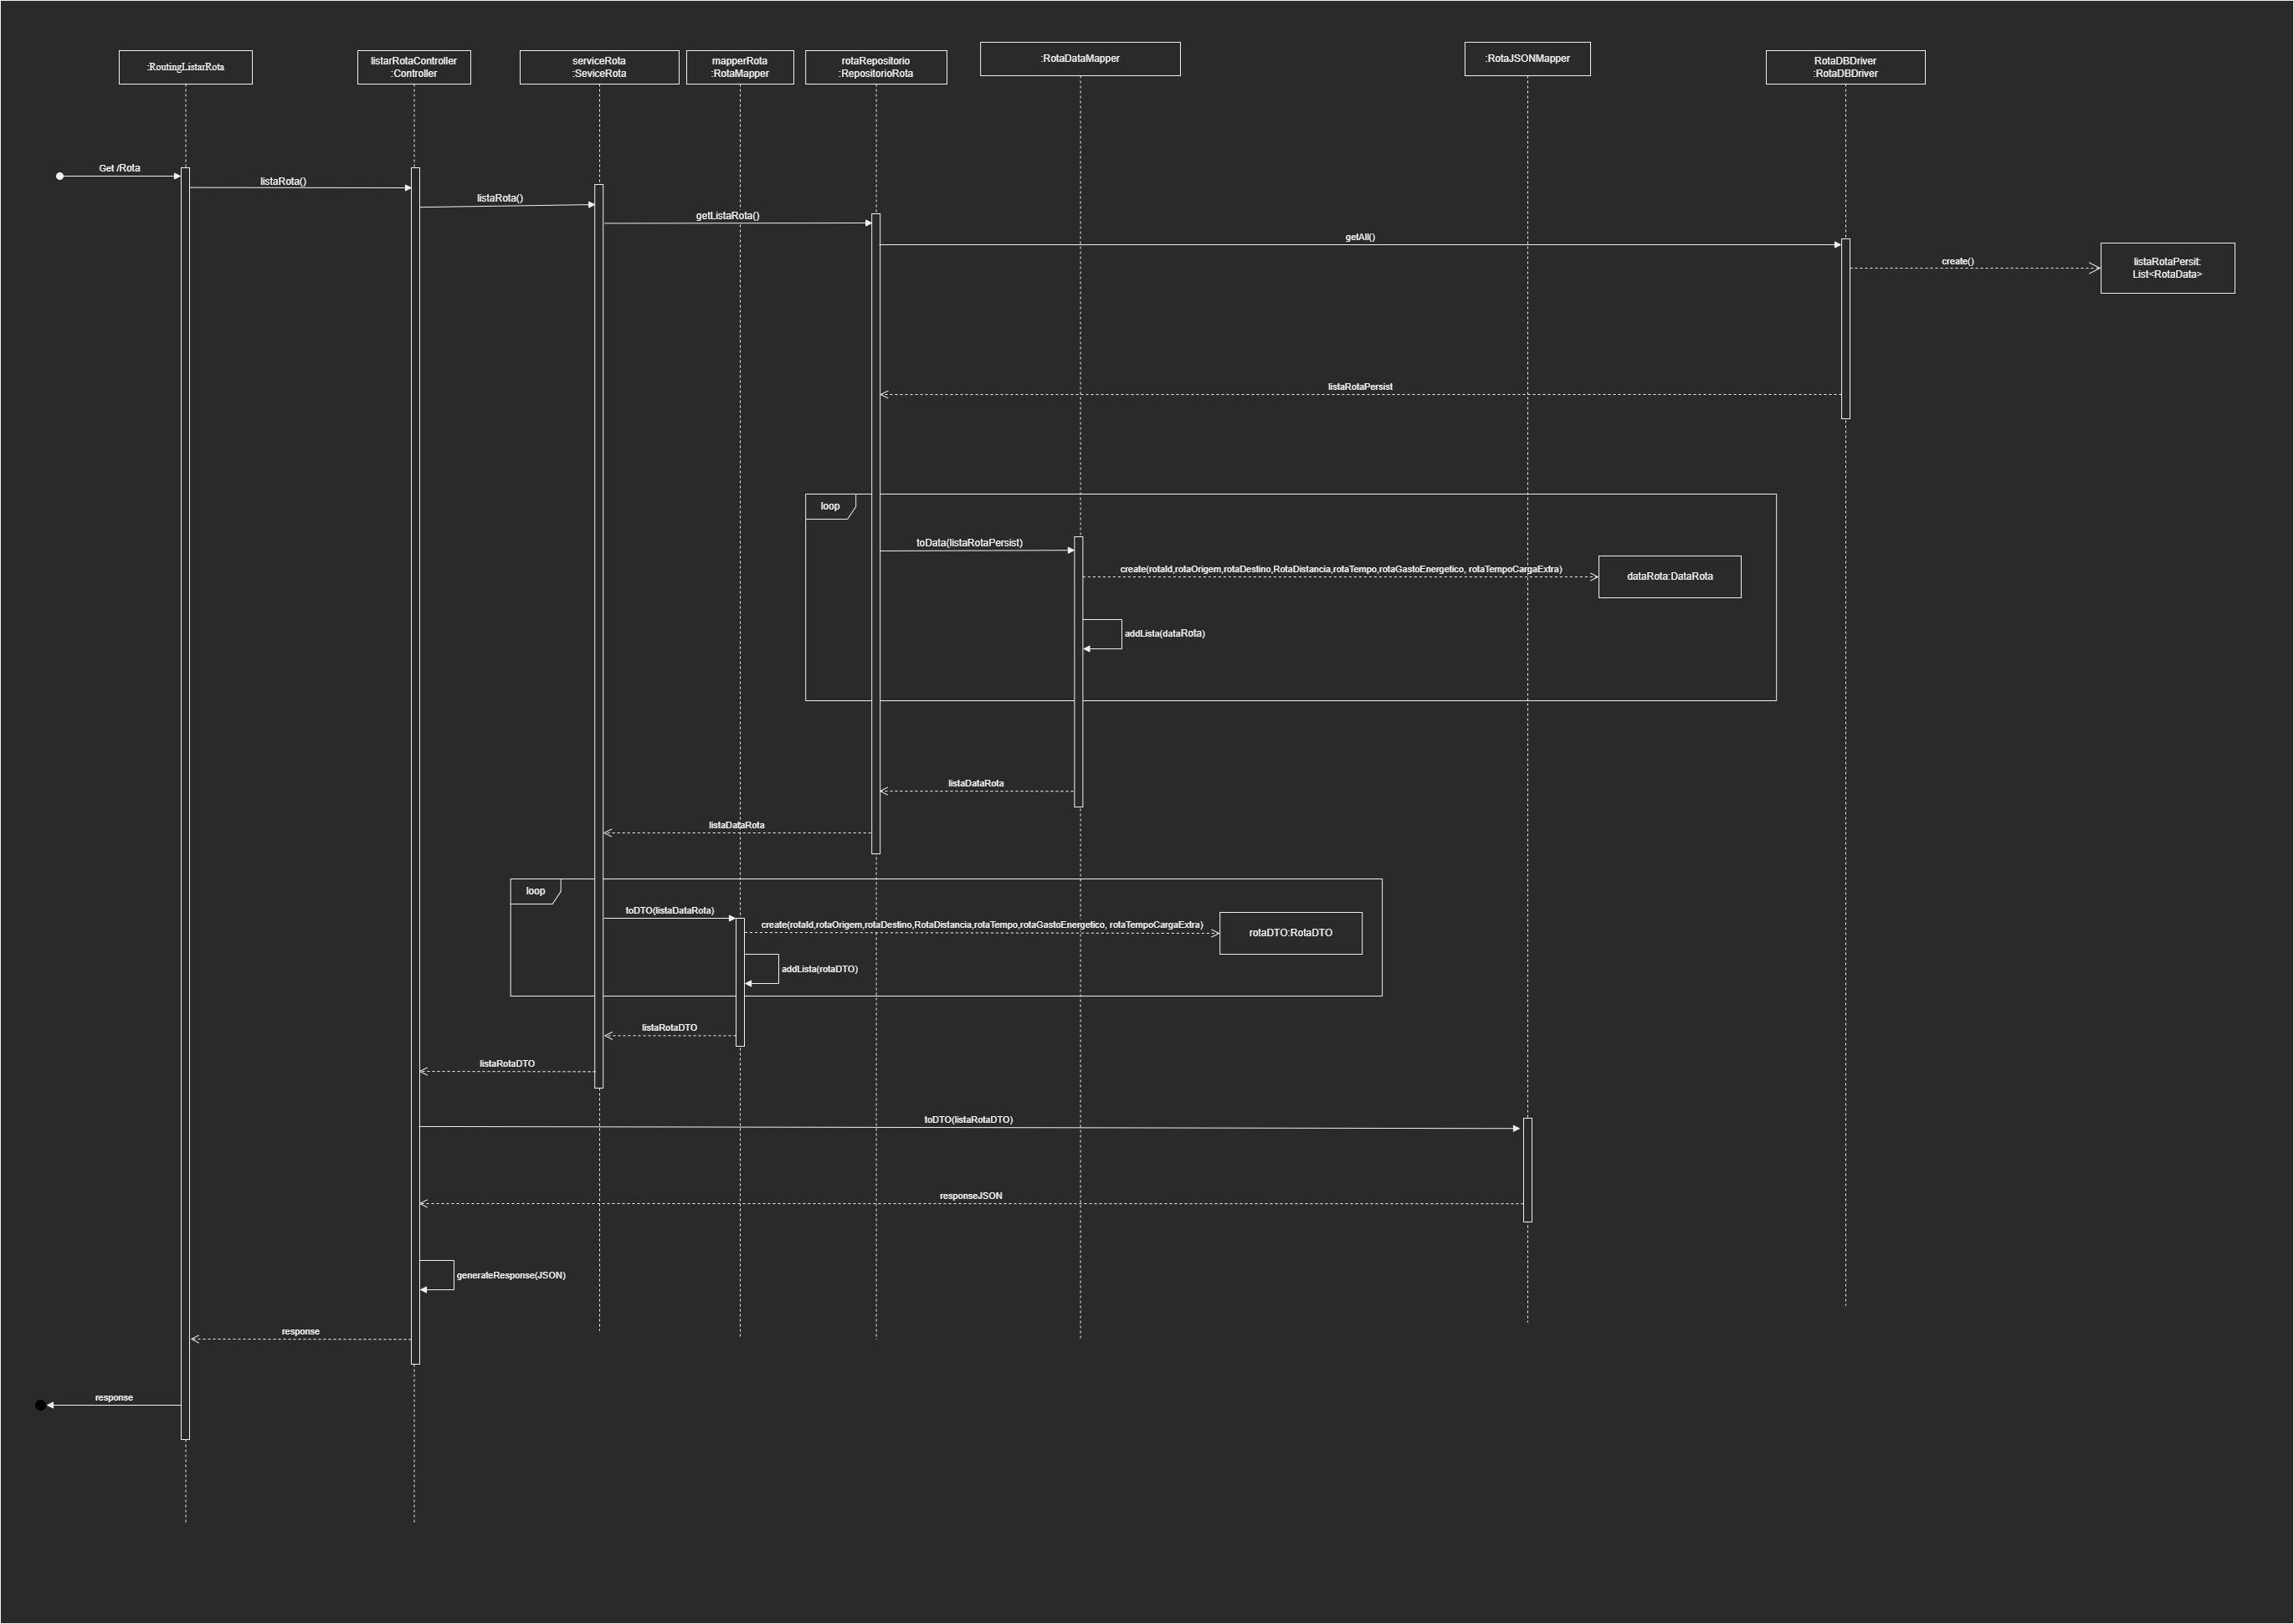 :RoutingListarRota
listarRotaController
:Controller
serviceRota
:SeviceRota
mapperRota
:RotaMapper
rotaRepositorio
:RepositorioRota
:RotaDataMapper
:RotaJSONMapper
RotaDBDriver
:RotaDBDriver
Get /Rota
listaRota()
listaRota()
getListaRota()
getAll()
create()
listaRotaPersit:
List<RotaData>
listaRotaPersist
loop
toData(listaRotaPersist)
create(rotaId,rotaOrigem,rotaDestino,RotaDistancia,rotaTempo,rotaGastoEnergetico, rotaTempoCargaExtra)
dataRota:DataRota
addLista(dataRota)
listaDataRota
listaDataRota
loop
toDTO(listaDataRota)
create(rotaId,rotaOrigem,rotaDestino,RotaDistancia,rotaTempo,rotaGastoEnergetico, rotaTempoCargaExtra)
rotaDTO:RotaDTO
addLista(rotaDTO)
listaRotaDTO
listaRotaDTO
toDTO(listaRotaDTO)
responseJSON
generateResponse(JSON)
response
response